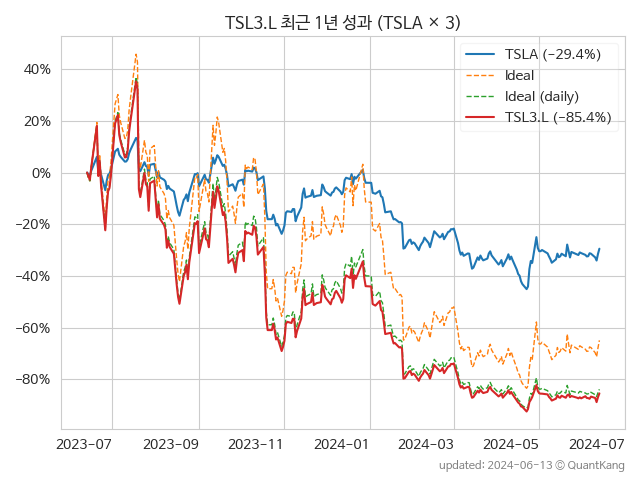 TSL3.L 최근 1년 성과 (TSLA × 3)
TSLA (−29.4%)
Ideal
Ideal (daily)
TSL3.L (−85.4%)
40%
20%
0%
−20%
−40%
−60%
−80%
2023-07 2023-09 2023-11 2024-01 2024-03 2024-05 2024-07
updated: 2024-06-13 © QuantKang